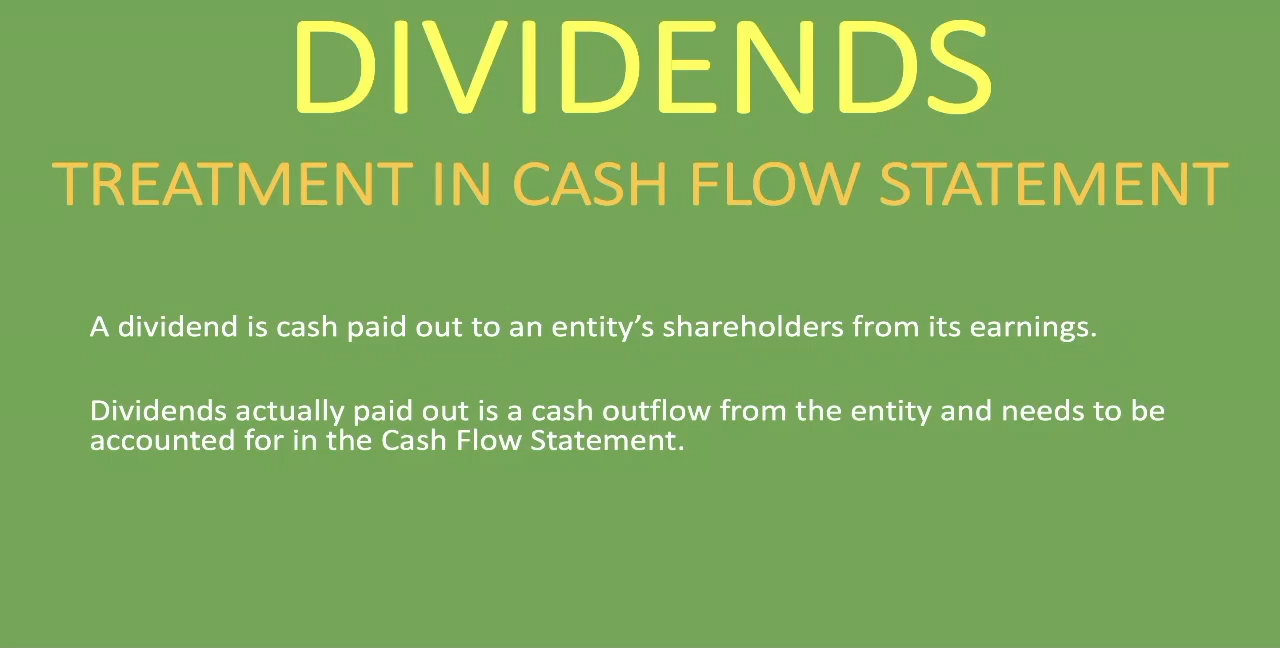 DIVIDENDS
TREATMENT IN CASH FLOW STATEMENT
A dividend is cash paid out to an entity’s shareholders from its earnings.
Dividends actually paid out is a cash outflow from the entity and needs to be
accounted for in the Cash Flow Statement.